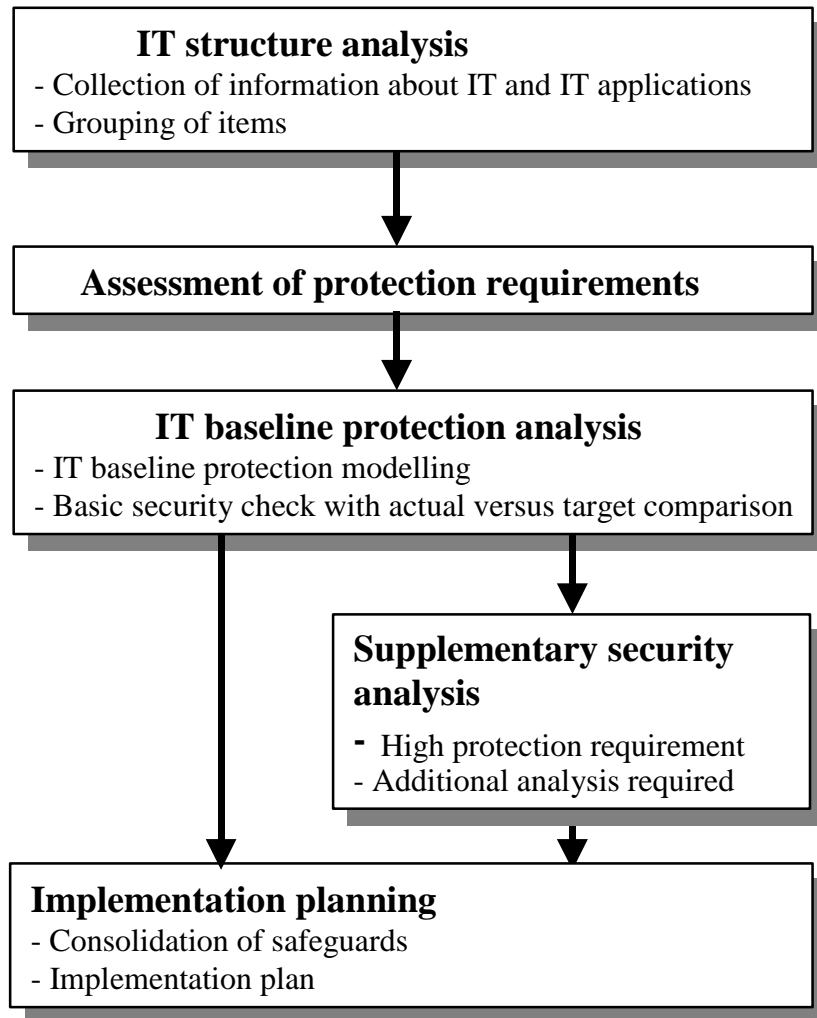 IT structure analysis
- Collection of information about IT and IT applications
- Grouping of items
Assessment of protection requirements
IT baseline protection analysis
- IT baseline protection modelling
- Basic security check with actual versus target comparison
Supplementary security
analysis
- High protection requirement
- Additional analysis required
Implementation planning
- Consolidation of safeguards
- Implementation plan